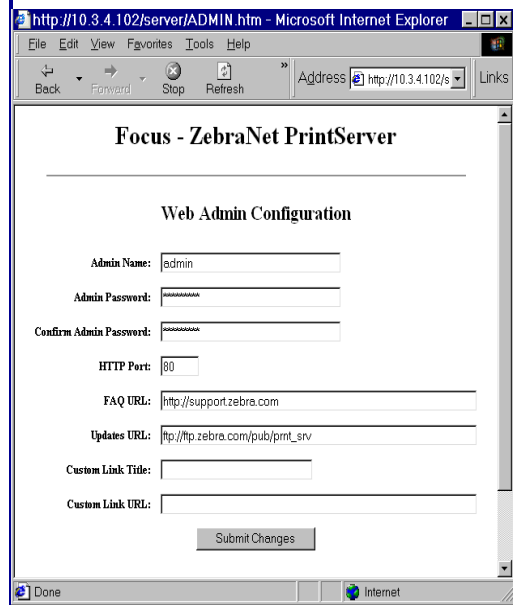 http://10.3.4.102/server/ADMIN.htm - Microsoft Internet Explorer
File Edit View Favorites Tools Help
Back Forward Stop Refresh » Address http://10.3.4.102/s Links
Focus - ZebraNet PrintServer
Web Admin Configuration
Admin Name: admin
Admin Password: *********
Confirm Admin Password: *********
HTTP Port: 80
FAQ URL: http://support.zebra.com
Updates URL: ftp://ftp.zebra.com/pub/prnt_srv
Custom Link Title:
Custom Link URL:
Submit Changes
Done Internet